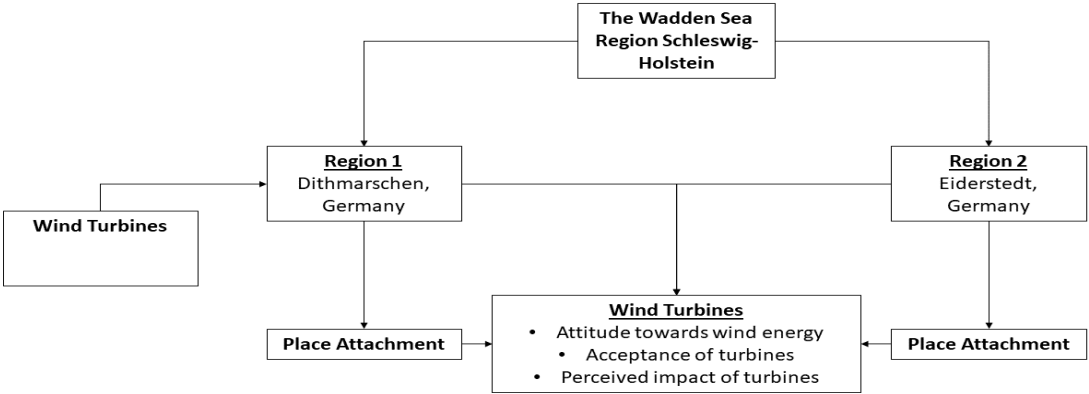 The Wadden Sea
Region Schleswig-
Holstein
Region 1
Dithmarschen,
Germany
Region 2
Eiderstedt,
Germany
Wind Turbines
Wind Turbines
• Attitude towards wind energy
• Acceptance of turbines
• Perceived impact of turbines
Place Attachment
Place Attachment